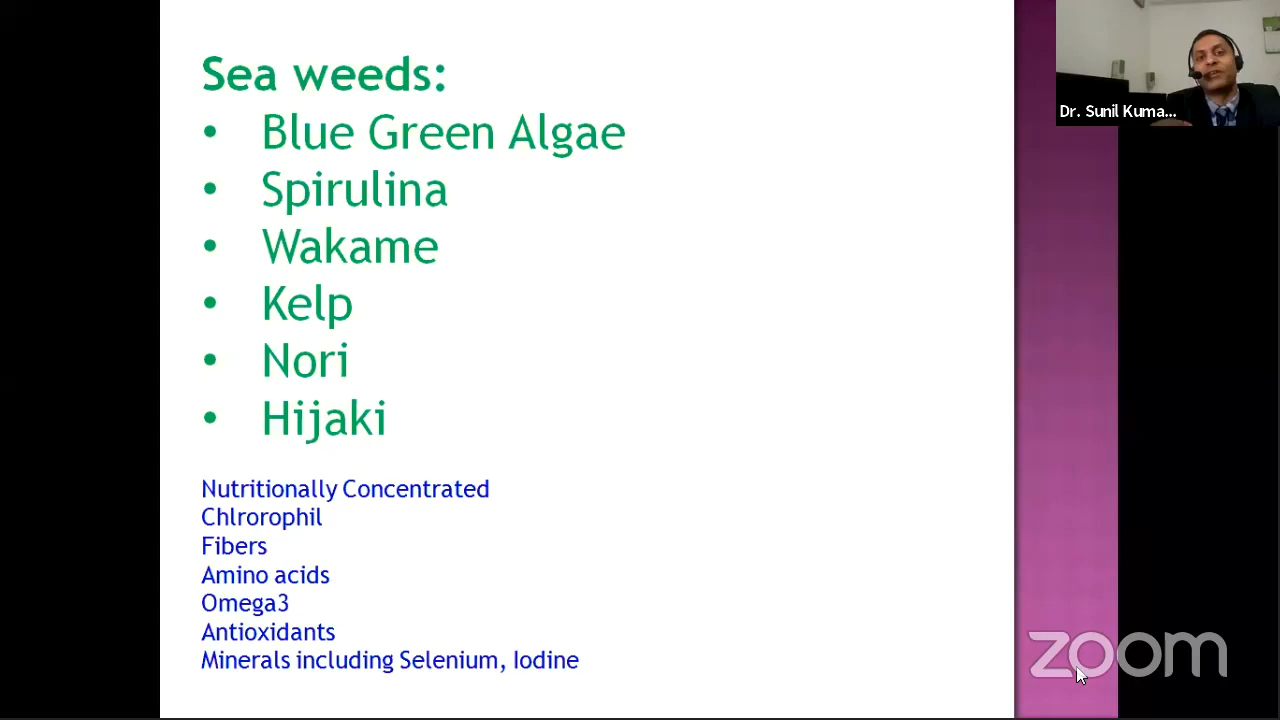 Sea weeds:
• Blue Green Algae
• Spirulina
• Wakame
• Kelp
• Nori
• Hijaki
Nutritionally Concentrated
Chlrorophil
Fibers
Amino acids
Omega3
Antioxidants
Minerals including Selenium, Iodine
Dr. Sunil Kuma...
zoom